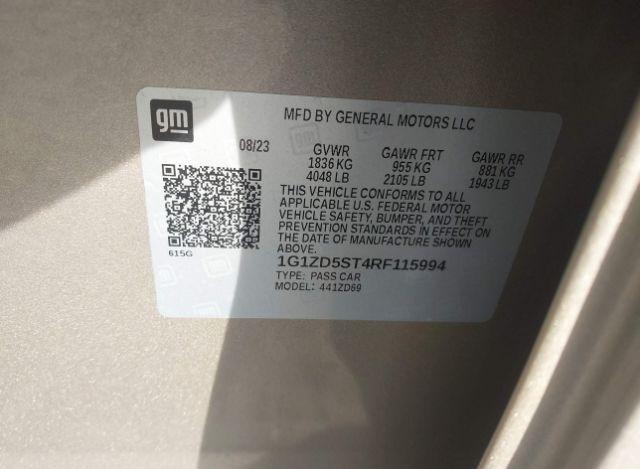 gm
MFD BY GENERAL MOTORS LLC
08/23
GVWR GAWR FRT GAWR RR
1836 KG 955 KG 881 KG
4048 LB 2105 LB 1943 LB
THIS VEHICLE CONFORMS TO ALL
APPLICABLE U.S. FEDERAL MOTOR
VEHICLE SAFETY, BUMPER, AND THEFT
PREVENTION STANDARDS IN EFFECT ON
THE DATE OF MANUFACTURE SHOWN
ABOVE.
615G
1G1ZD5ST4RF115994
TYPE: PASS CAR
MODEL: 441ZD69